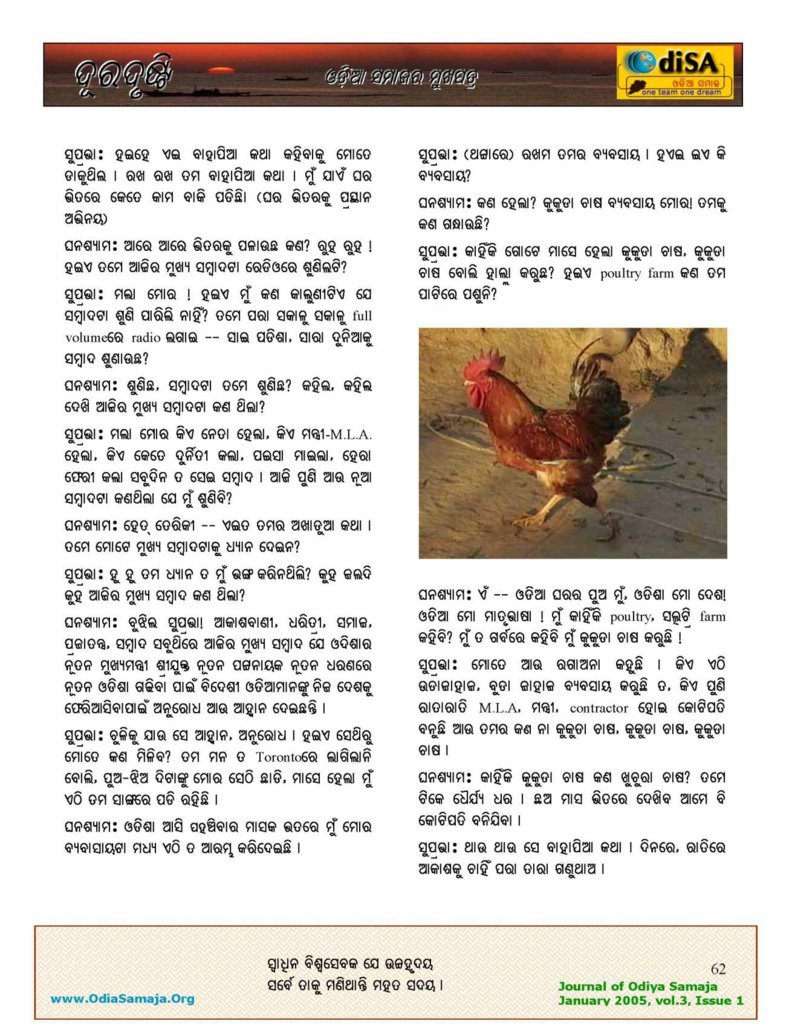 ଦୂରଦୃଷ୍ଟି
ଓଡ଼ିଆ ସମାଜର ମୁଖପତ୍ର
OdiSA
ଓଡିଆ ସମାଜ
one team one dream
ସୁପ୍ରଭା: ହଇହେ ଏଇ ବାହାପିଆ କଥା କହିବାକୁ ମୋତେ
ଡାକୁଥିଲ । ରଖ ରଖ ତମ ବାହାପିଆ କଥା । ମୁଁ ଯାଏଁ ଘର
ଭିତରେ କେତେ କାମ ବାକି ପଡିଛି। (ଘର ଭିତରକୁ ପ୍ରସ୍ଥାନ
ଅଭିନୟ)
ଘନଶ୍ୟାମ: ଆରେ ଆରେ ଭିତରକୁ ପଳାଉଛ କଣ? ରୁହ ରୁହ !
ହଇଏ ତମେ ଆଜିର ମୁଖ୍ୟ ସମ୍ବାଦଟା ରେଡିଓରେ ଶୁଣିଲଟି?
ସୁପ୍ରଭା: ମଲା ମୋର ! ହଇଏ ମୁଁ କଣ କାଲୁଣୀଟିଏ ଯେ
ସମ୍ବାଦଟା ଶୁଣି ପାରିଲି ନାହିଁ? ତମେ ପରା ସକାଳୁ ସକାଳୁ full
volumeରେ radio ଲଗାଇ -- ସାଇ ପଡିଶା, ସାରା ଦୁନିଆକୁ
ସମ୍ବାଦ ଶୁଣାଉଛ?
ଘନଶ୍ୟାମ: ଶୁଣିଛ, ସମ୍ବାଦଟା ତମେ ଶୁଣିଛ? କହିଲ, କହିଲ
ଦେଖି ଆଜିର ମୁଖ୍ୟ ସମ୍ବାଦଟା କଣ ଥିଲା?
ସୁପ୍ରଭା: ମଲା ମୋର କିଏ ନେତା ହେଲା, କିଏ ମନ୍ତ୍ରୀ-M.L.A.
ହେଲା, କିଏ କେତେ ଦୁର୍ନିତୀ କଲା, ପଇସା ମାଇଲା, ହେରା
ଫେରୀ କଲା ସବୁଦିନ ତ ସେଇ ସମ୍ବାଦ । ଆଜି ପୁଣି ଆଉ ନୂଆ
ସମ୍ବାଦଟା କଣଥିଲା ଯେ ମୁଁ ଶୁଣିବି?
ଘନଶ୍ୟାମ: ହେତ୍ ତେରିକୀ -- ଏଇତ ତମର ଅଖାଡୁଆ କଥା ।
ତମେ ମୋଟେ ମୁଖ୍ୟ ସମ୍ବାଦଟାକୁ ଧ୍ୟାନ ଦେଇନ?
ସୁପ୍ରଭା: ହୁ ହୁ ତମ ଧ୍ୟାନ ତ ମୁଁ ଭଙ୍ଗ କରିନଥିଲି? କୁହ ଜଲଦି
କୁହ ଆଜିର ମୁଖ୍ୟ ସମ୍ବାଦ କଣ ଥିଲା?
ଘନଶ୍ୟାମ: ବୁଝିଲ ସୁପ୍ରଭା! ଆକାଶବାଣୀ, ଧରିତ୍ରୀ, ସମାଜ,
ପ୍ରଜାତନ୍ତ୍ର, ସମ୍ବାଦ ସବୁଥିରେ ଆଜିର ମୁଖ୍ୟ ସମ୍ବାଦ ଯେ ଓଡିଶାର
ନୂତନ ମୁଖ୍ୟମନ୍ତ୍ରୀ ଶ୍ରୀଯୁକ୍ତ ନୂତନ ପଟ୍ଟନାୟକ ନୂତନ ଧରଣରେ
ନୂତନ ଓଡିଶା ଗଢିବା ପାଇଁ ବିଦେଶୀ ଓଡିଆମାନଙ୍କୁ ନିଜ ଦେଶକୁ
ଫେରିଆସିବାପାଇଁ ଅନୁରୋଧ ଆଉ ଆହ୍ୱାନ ଦେଇଛନ୍ତି ।
ସୁପ୍ରଭା: ଚୁଲିକୁ ଯାଉ ସେ ଆହ୍ୱାନ, ଅନୁରୋଧ । ହଇଏ ସେଥିରୁ
ମୋତେ କଣ ମିଳିବ? ତମ ମନ ତ Torontoରେ ଲାଗିଲାନି
ବୋଲି, ପୁଅ-ଝିଅ ଦିଟାଙ୍କୁ ମୋର ସେଠି ଛାଡି, ମାସେ ହେଲା ମୁଁ
ଏଠି ତମ ସାଙ୍ଗରେ ପଡି ରହିଛି ।
ଘନଶ୍ୟାମ: ଓଡିଶା ଆସି ପହଞ୍ଚିବାର ମାସକ ଭିତରେ ମୁଁ ମୋର
ବ୍ୟବାସାୟଟା ମଧ୍ୟ ଏଠି ତ ଆରମ୍ଭ କରିଦେଇଛି ।
ସୁପ୍ରଭା: (ଥଟ୍ଟାରେ) ରଖମ ତମର ବ୍ୟବସାୟ । ହଏଇ ଇଏ କି
ବ୍ୟବସାୟ?
ଘନଶ୍ୟାମ: କଣ ହେଲା? କୁକୁଡା ଚାଷ ବ୍ୟବସାୟ ମୋର! ତମକୁ
କଣ ଗନ୍ଧାଉଛି?
ସୁପ୍ରଭା: କାହିଁକି ଗୋଟେ ମାସେ ହେଲା କୁକୁଡା ଚାଷ, କୁକୁଡା
ଚାଷ ବୋଲି ହାଲ୍ଲା କରୁଛ? ହଇଏ poultry farm କଣ ତମ
ପାଟିରେ ପଶୁନି?
ଘନଶ୍ୟାମ: ଏଁ -- ଓଡିଆ ଘରର ପୁଅ ମୁଁ, ଓଡିଶା ମୋ ଦେଶ!
ଓଡିଆ ମୋ ମାତୃଭାଷା ! ମୁଁ କାହିଁକି poultry, ସଲ୍ଟ୍ରି farm
କହିବି? ମୁଁ ତ ଗର୍ବରେ କହିବି ମୁଁ କୁକୁଡା ଚାଷ କରୁଛି !
ସୁପ୍ରଭା: ମୋତେ ଆଉ ରଗାଅନା କହୁଛି । କିଏ ଏଠି
ଉଡାଜାହାଜ, ବୁଡା ଜାହାଜ ବ୍ୟବସାୟ କରୁଛି ତ, କିଏ ପୁଣି
ରାତାରାତି M.L.A, ମନ୍ତ୍ରୀ, contractor ହୋଇ କୋଟିପତି
ବନୁଛି ଆଉ ତମର କଣ ନା କୁକୁଡା ଚାଷ, କୁକୁଡା ଚାଷ, କୁକୁଡା
ଚାଷ ।
ଘନଶ୍ୟାମ: କାହିଁକି କୁକୁଡା ଚାଷ କଣ ଖୁଚୁରା ଚାଷ? ତମେ
ଟିକେ ଧୈର୍ଯ୍ୟ ଧର । ଛଅ ମାସ ଭିତରେ ଦେଖିବ ଆମେ ବି
କୋଟିପତି ବନିଯିବା ।
ସୁପ୍ରଭା: ଥାଉ ଥାଉ ସେ ବାହାପିଆ କଥା । ଦିନରେ, ରାତିରେ
ଆକାଶକୁ ଚାହିଁ ପରା ତାରା ଗଣୁଥାଅ ।
ସ୍ୱାଧିନ ବିଶ୍ୱସେବକ ଯେ ଉଚ୍ଚହୃଦୟ
ସର୍ବେ ତାକୁ ମଣିଥାନ୍ତି ମହତ ସଦୟ ।
62
www.OdiaSamaja.Org
Journal of Odiya Samaja
January 2005, vol.3, Issue 1